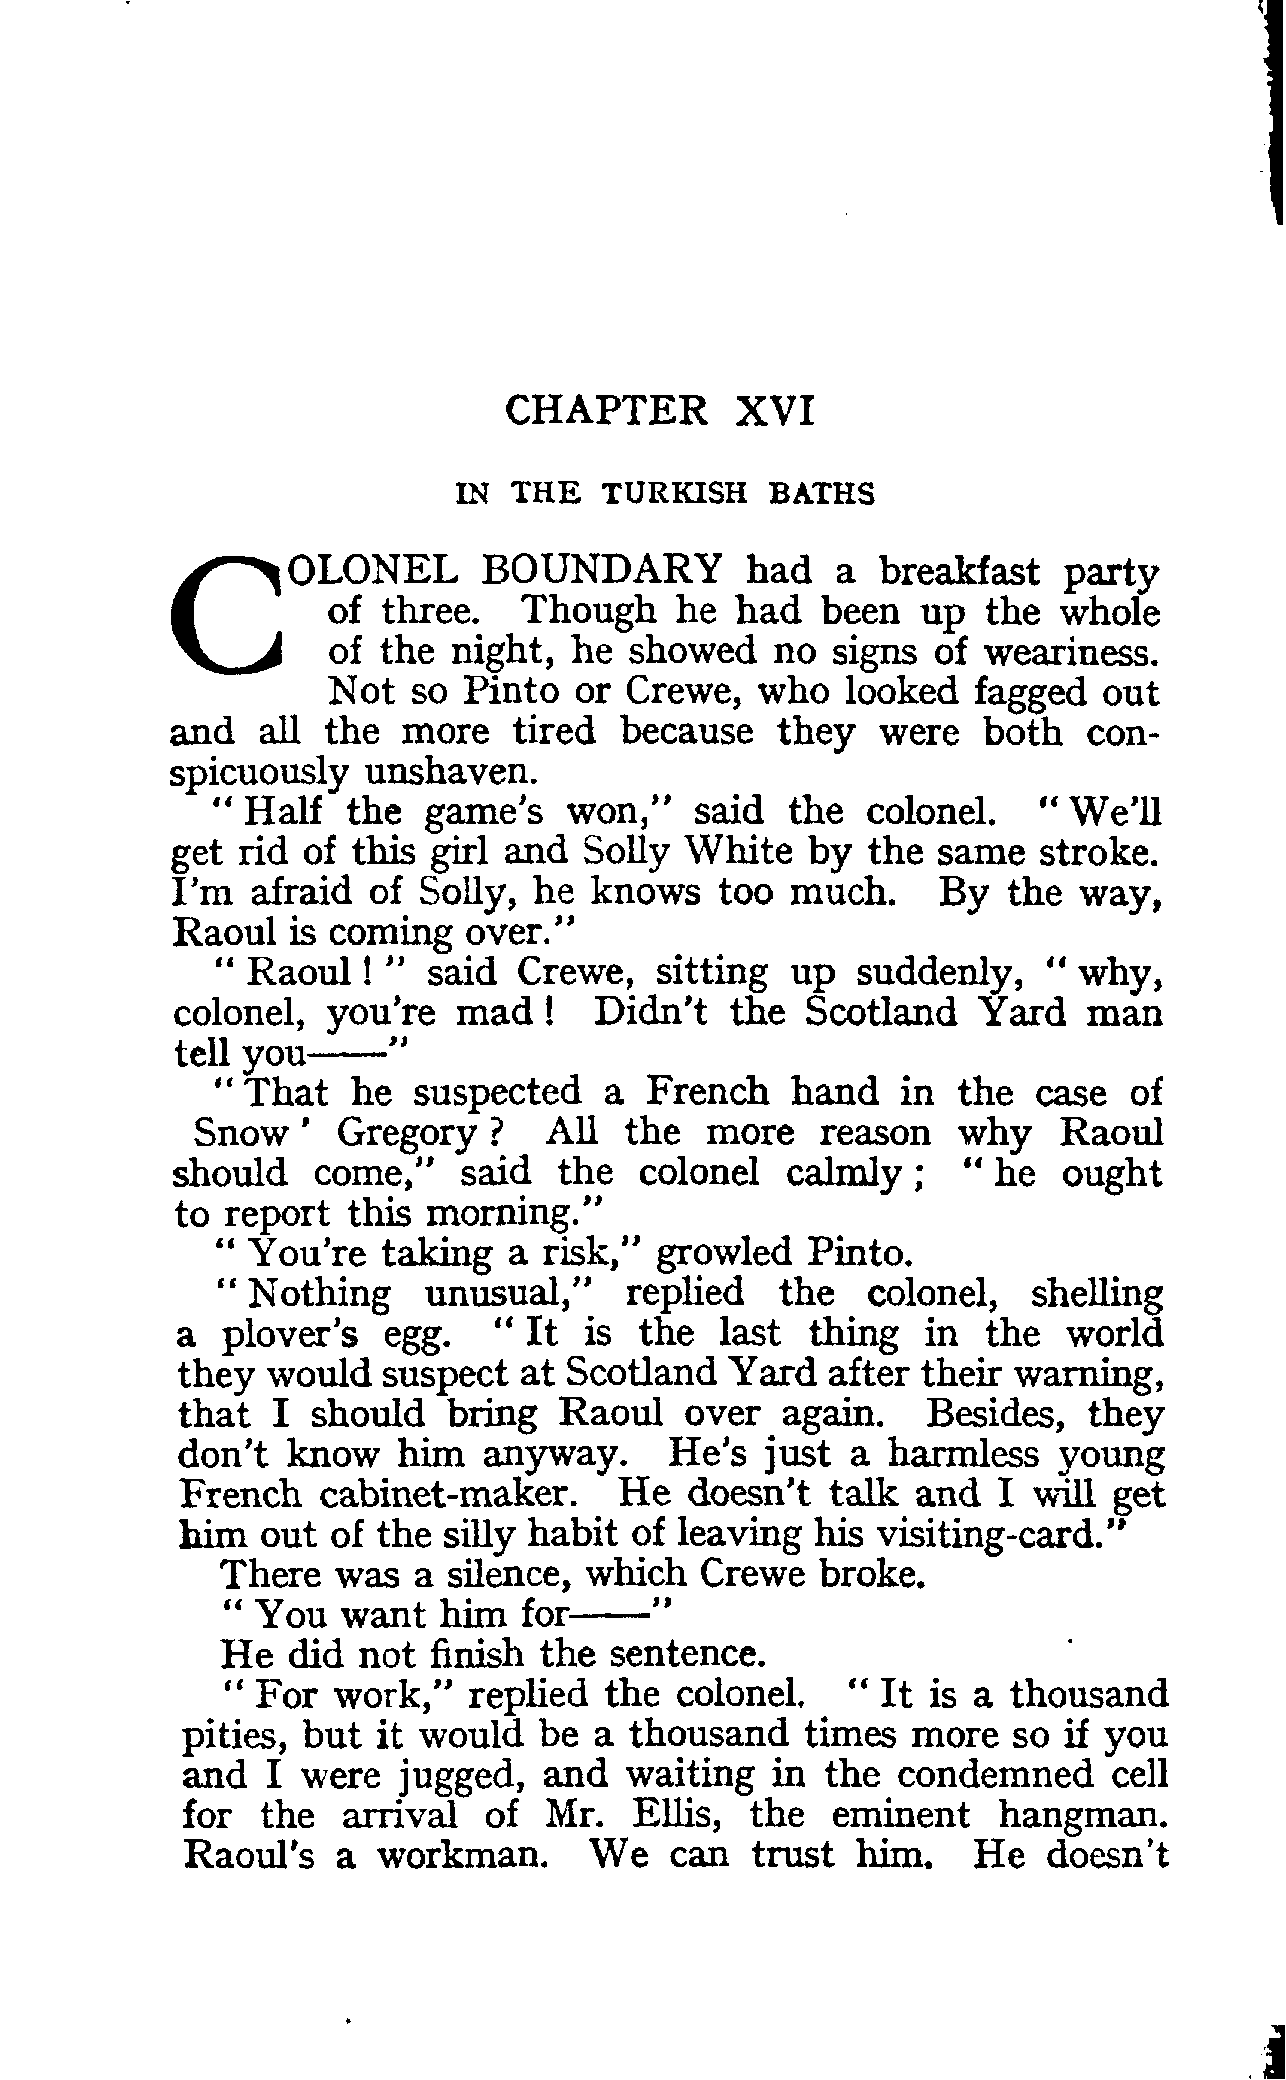 CHAPTER XVI
IN THE TURKISH BATHS
COLONEL BOUNDARY had a breakfast party
of three. Though he had been up the whole
of the night, he showed no signs of weariness.
Not so Pinto or Crewe, who looked fagged out
and all the more tired because they were both con-
spicuously unshaven.
" Half the game's won," said the colonel. " We'll
get rid of this girl and Solly White by the same stroke.
I'm afraid of Solly, he knows too much. By the way,
Raoul is coming over."
" Raoul ! " said Crewe, sitting up suddenly, " why,
colonel, you're mad ! Didn't the Scotland Yard man
tell you——"
" That he suspected a French hand in the case of
Snow ' Gregory ? All the more reason why Raoul
should come," said the colonel calmly ; " he ought
to report this morning."
" You're taking a risk," growled Pinto.
" Nothing unusual," replied the colonel, shelling
a plover's egg. " It is the last thing in the world
they would suspect at Scotland Yard after their warning,
that I should bring Raoul over again. Besides, they
don't know him anyway. He's just a harmless young
French cabinet-maker. He doesn't talk and I will get
him out of the silly habit of leaving his visiting-card."
There was a silence, which Crewe broke.
" You want him for——"
He did not finish the sentence.
" For work," replied the colonel. " It is a thousand
pities, but it would be a thousand times more so if you
and I were jugged, and waiting in the condemned cell
for the arrival of Mr. Ellis, the eminent hangman.
Raoul's a workman. We can trust him. He doesn't